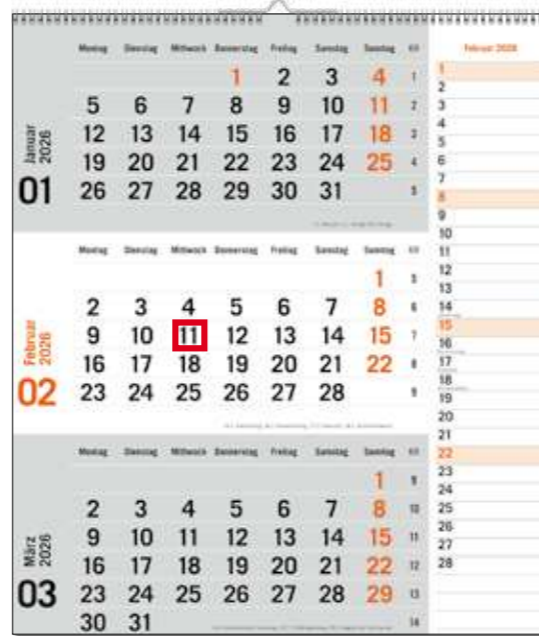 Montag Dienstag Mittwoch Donnerstag Freitag Samstag Sonntag KW
1 2 3 4 1
5 6 7 8 9 10 11 2
12 13 14 15 16 17 18 3
19 20 21 22 23 24 25 4
26 27 28 29 30 31 5
Januar
2026
01
Montag Dienstag Mittwoch Donnerstag Freitag Samstag Sonntag KW
1 5
2 3 4 5 6 7 8 6
9 10 11 12 13 14 15 7
16 17 18 19 20 21 22 8
23 24 25 26 27 28 9
Februar
2026
02
Montag Dienstag Mittwoch Donnerstag Freitag Samstag Sonntag KW
1 9
2 3 4 5 6 7 8 10
9 10 11 12 13 14 15 11
16 17 18 19 20 21 22 12
23 24 25 26 27 28 29 13
30 31 14
März
2026
03
Februar 2026
1
2
3
4
5
6
7
8
9
10
11
12
13
14
15
16
17
18
19
20
21
22
23
24
25
26
27
28